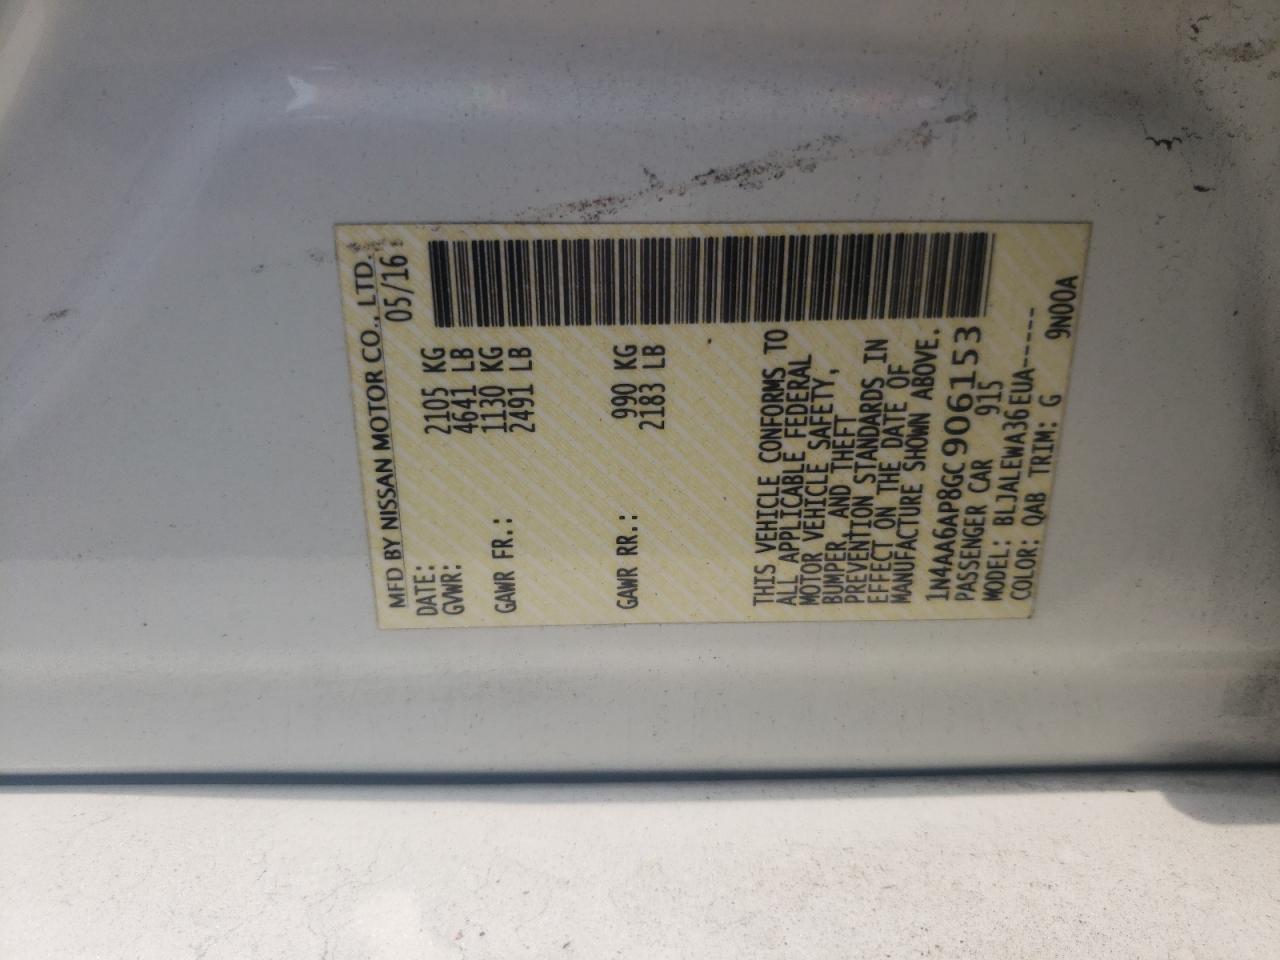 MFD BY NISSAN MOTOR CO., LTD.
DATE: 05/16
GVWR: 2105 KG
4641 LB
GAWR FR.: 1130 KG
2491 LB
GAWR RR.: 990 KG
2183 LB
THIS VEHICLE CONFORMS TO
ALL APPLICABLE FEDERAL
MOTOR VEHICLE SAFETY,
BUMPER, AND THEFT
PREVENTION STANDARDS IN
EFFECT ON THE DATE OF
MANUFACTURE SHOWN ABOVE.
1N4AA6AP8GC906153
PASSENGER CAR 915
MODEL: BLJALEWA36EUA-----
COLOR: QAB TRIM: G 9N00A